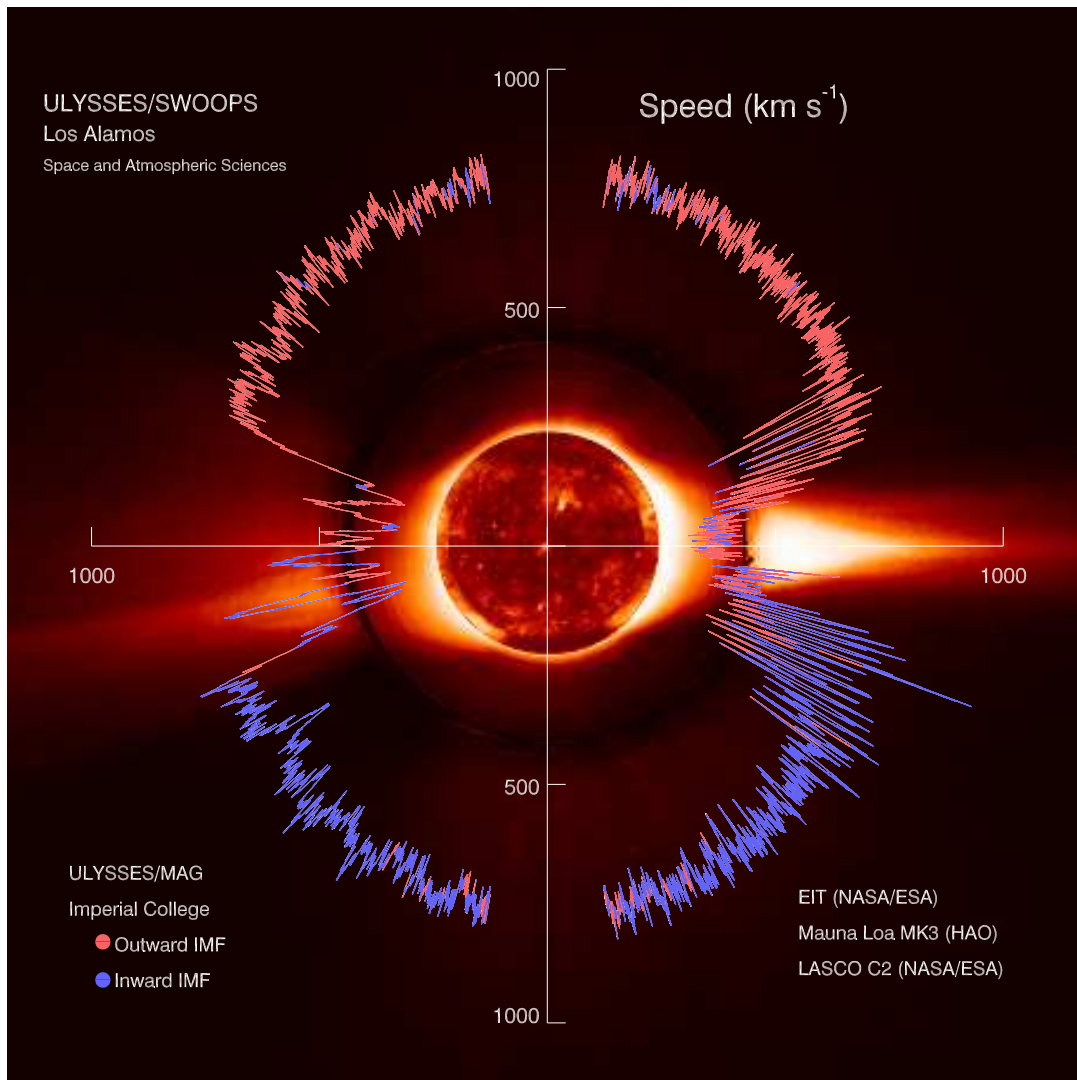 1000
ULYSSES/SWOOPS
Los Alamos
Space and Atmospheric Sciences
Speed (km s-1)
500
1000
1000
500
ULYSSES/MAG
Imperial College
Outward IMF
Inward IMF
EIT (NASA/ESA)
Mauna Loa MK3 (HAO)
LASCO C2 (NASA/ESA)
1000